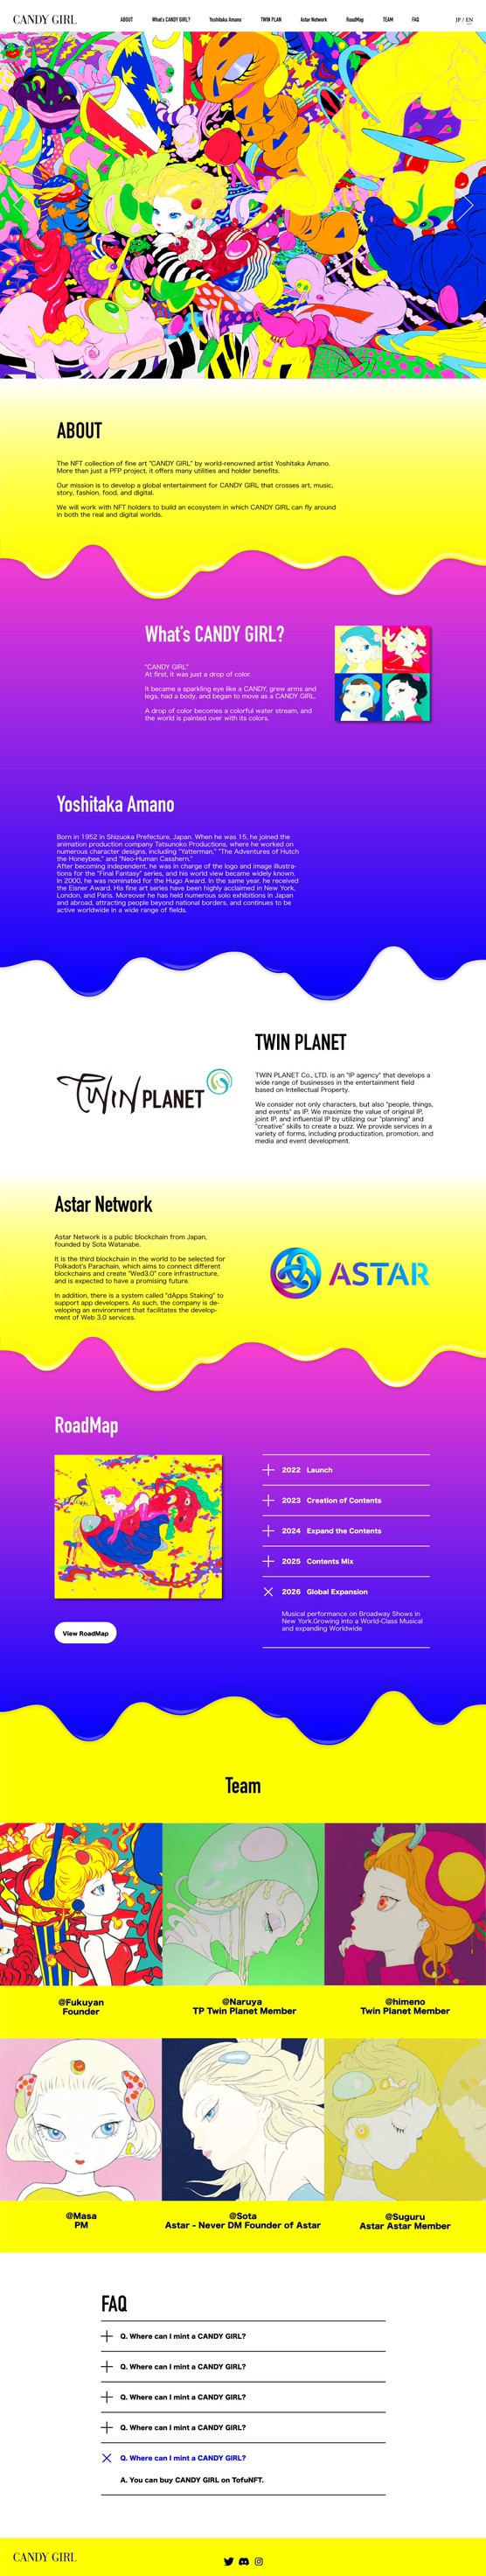 CANDY GIRL
ABOUT What's CANDY GIRL? Yoshitaka Amano TWIN PLAN Astar Network RoadMap TEAM FAQ JP / EN
ABOUT
The NFT collection of fine art "CANDY GIRL" by world-renowned artist Yoshitaka Amano.
More than just a PFP project, it offers many utilities and holder benefits.
Our mission is to develop a global entertainment for CANDY GIRL that crosses art, music,
story, fashion, food, and digital.
We will work with NFT holders to build an ecosystem in which CANDY GIRL can fly around
in both the real and digital worlds.
What's CANDY GIRL?
"CANDY GIRL"
At first, it was just a drop of color.
It became a sparkling eye like a CANDY, grew arms and
legs, had a body, and began to move as a CANDY GIRL.
A drop of color becomes a colorful water stream, and
the world is painted over with its colors.
Yoshitaka Amano
Born in 1952 in Shizuoka Prefecture, Japan. When he was 15, he joined the
animation production company Tatsunoko Productions, where he worked on
numerous character designs, including "Yatterman," "The Adventures of Hutch
the Honeybee," and "Neo-Human Casshern."
After becoming independent, he was in charge of the logo and image illustra-
tions for the "Final Fantasy" series, and his world view became widely known.
In 2000, he was nominated for the Hugo Award. In the same year, he received
the Eisner Award. His fine art series have been highly acclaimed in New York,
London, and Paris. Moreover he has held numerous solo exhibitions in Japan
and abroad, attracting people beyond national borders, and continues to be
active worldwide in a wide range of fields.
TWIN PLANET
TWIN PLANET
TWIN PLANET Co., LTD. is an "IP agency" that develops a
wide range of businesses in the entertainment field
based on Intellectual Property.
We consider not only characters, but also "people, things,
and events" as IP. We maximize the value of original IP,
joint IP, and influential IP by utilizing our "planning" and
"creative" skills to create a buzz. We provide services in a
variety of forms, including productization, promotion, and
media and event development.
Astar Network
Astar Network is a public blockchain from Japan,
founded by Sota Watanabe.
It is the third blockchain in the world to be selected for
Polkadot's Parachain, which aims to connect different
blockchains and create "Wed3.0" core infrastructure,
and is expected to have a promising future.
In addition, there is a system called "dApps Staking" to
support app developers. As such, the company is de-
veloping an environment that facilitates the develop-
ment of Web 3.0 services.
ASTAR
RoadMap
2022 Launch
2023 Creation of Contents
2024 Expand the Contents
2025 Contents Mix
2026 Global Expansion
Musical performance on Broadway Shows in
New York.Growing into a World-Class Musical
and expanding Worldwide
View RoadMap
Team
@Fukuyan
Founder
@Naruya
TP Twin Planet Member
@himeno
Twin Planet Member
@Masa
PM
@Sota
Astar - Never DM Founder of Astar
@Suguru
Astar Astar Member
FAQ
Q. Where can I mint a CANDY GIRL?
Q. Where can I mint a CANDY GIRL?
Q. Where can I mint a CANDY GIRL?
Q. Where can I mint a CANDY GIRL?
Q. Where can I mint a CANDY GIRL?
A. You can buy CANDY GIRL on TofuNFT.
CANDY GIRL